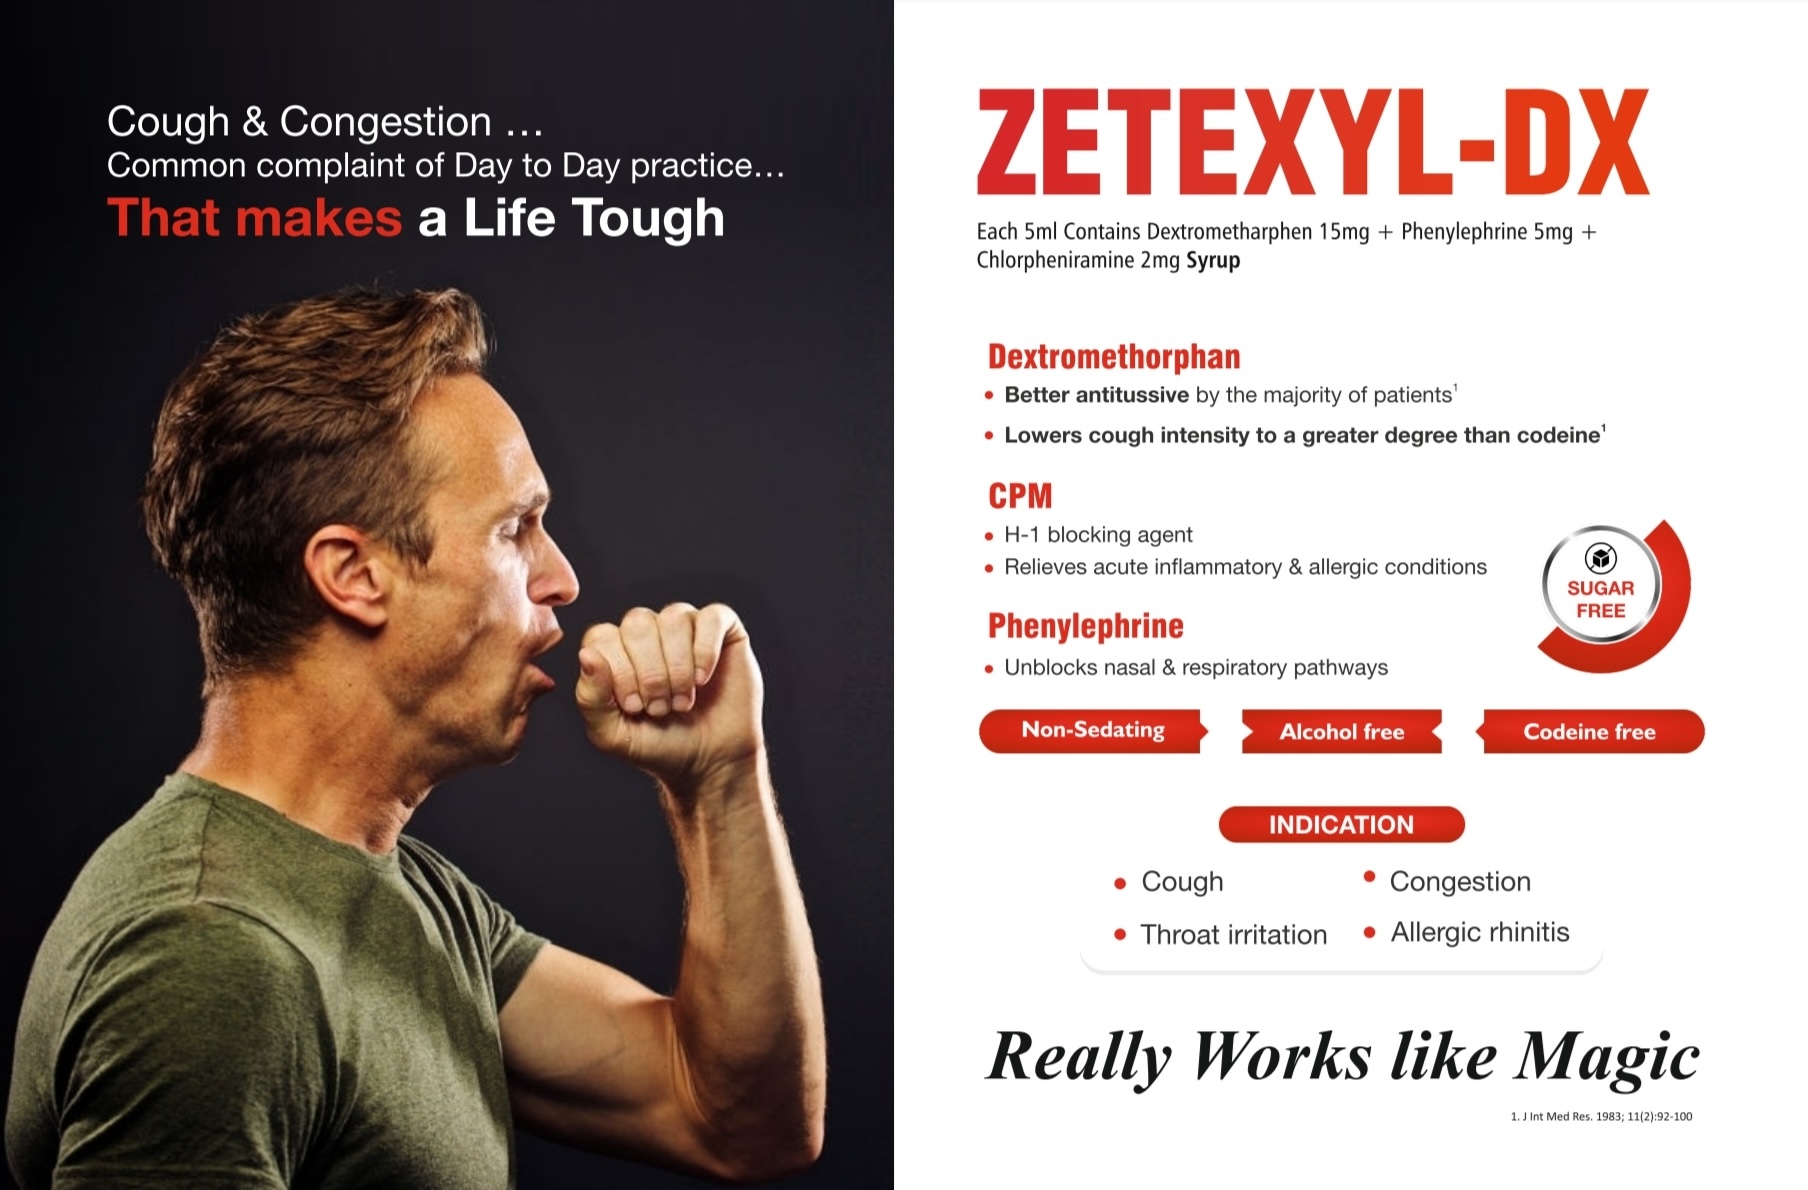 Cough & Congestion ...
Common complaint of Day to Day practice...
That makes a Life Tough
ZETEXYL-DX
Each 5ml Contains Dextrometharphen 15mg + Phenylephrine 5mg +
Chlorpheniramine 2mg Syrup
Dextromethorphan
• Better antitussive by the majority of patients¹
• Lowers cough intensity to a greater degree than codeine¹
CPM
• H-1 blocking agent
• Relieves acute inflammatory & allergic conditions
SUGAR
FREE
Phenylephrine
• Unblocks nasal & respiratory pathways
Non-Sedating Alcohol free Codeine free
INDICATION
• Cough • Congestion
• Throat irritation • Allergic rhinitis
Really Works like Magic
1. J Int Med Res. 1983; 11(2):92-100